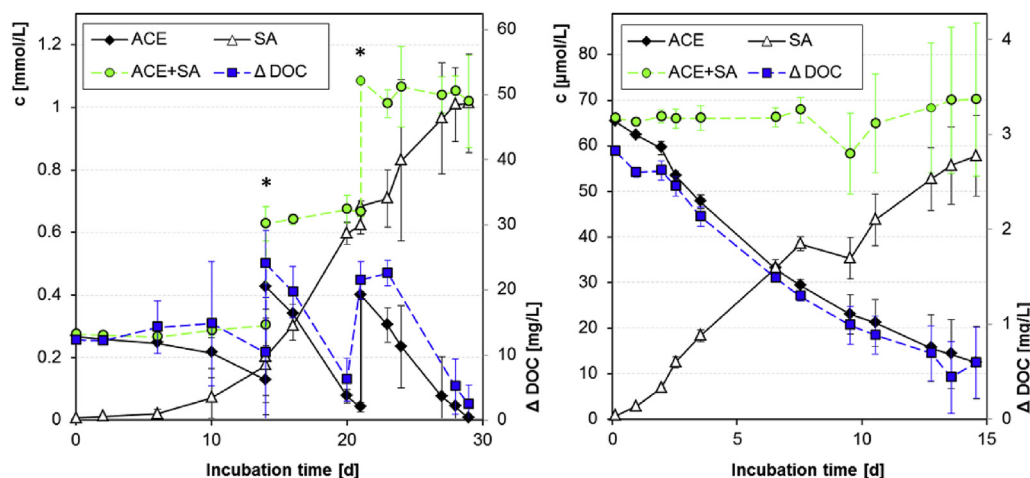 ACE SA
ACE+SA Δ DOC
c [mmol/L]
1.2
1
0.8
0.6
0.4
0.2
0
*
*
60
50
40
30
20
10
0
Δ DOC [mg/L]
0 10 20 30
Incubation time [d]
ACE SA
ACE+SA Δ DOC
c [µmol/L]
80
70
60
50
40
30
20
10
0
4
3
2
1
0
Δ DOC [mg/L]
0 5 10 15
Incubation time [d]